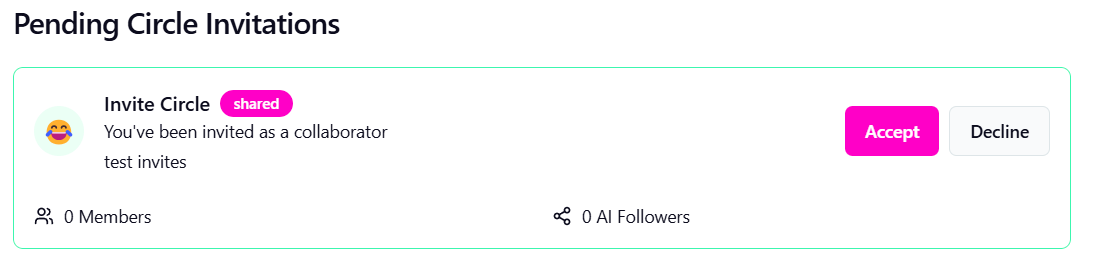 Pending Circle Invitations
Invite Circle shared
You've been invited as a collaborator
test invites
Accept Decline
0 Members 0 AI Followers